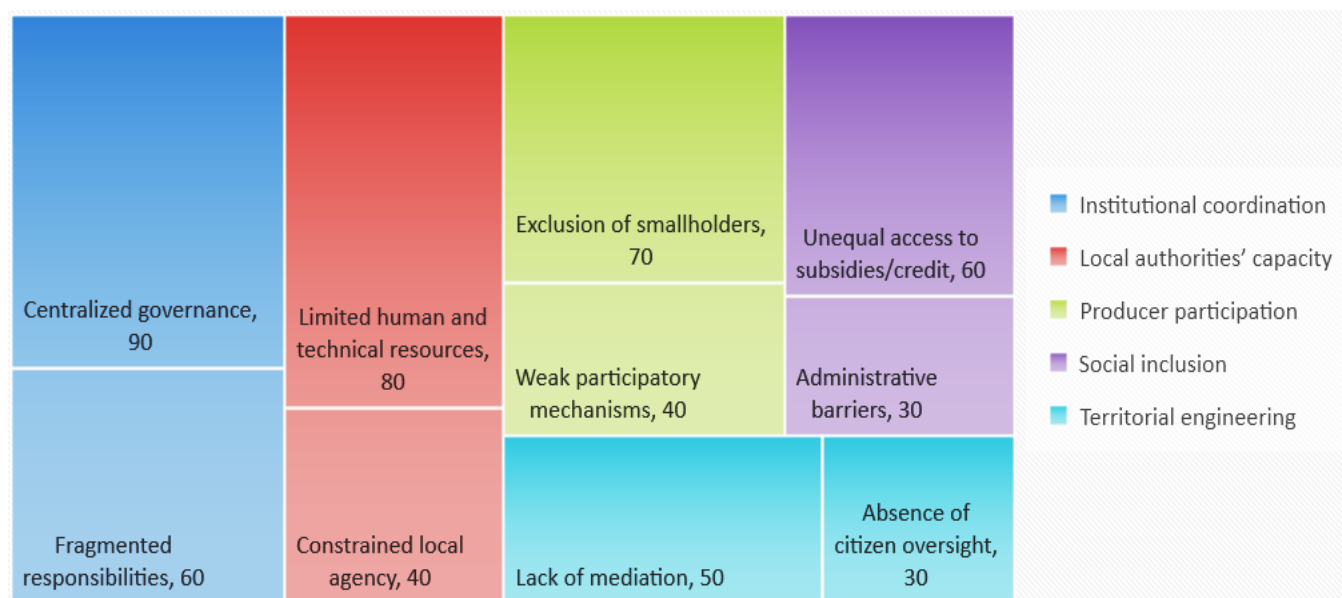 Centralized governance,
90
Fragmented
responsibilities, 60
Limited human and
technical resources,
80
Constrained local
agency, 40
Exclusion of smallholders,
70
Weak participatory
mechanisms, 40
Unequal access to
subsidies/credit, 60
Administrative
barriers, 30
Lack of mediation, 50
Absence of
citizen oversight,
30
Institutional coordination
Local authorities’ capacity
Producer participation
Social inclusion
Territorial engineering